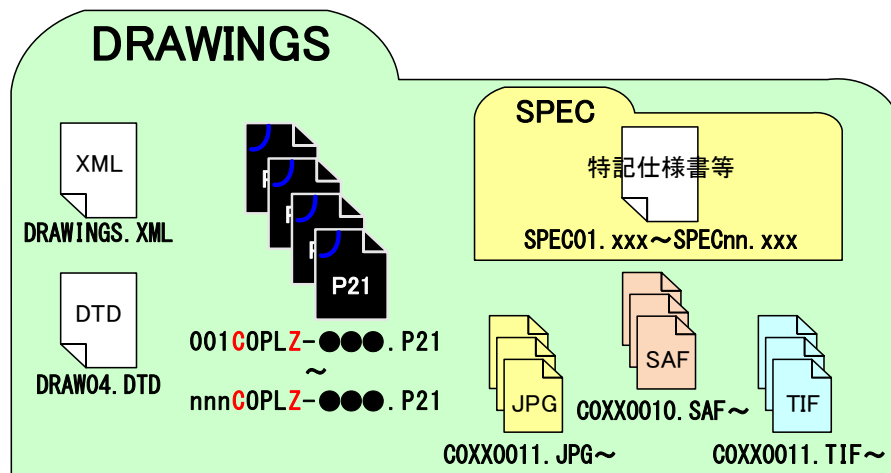 DRAWINGS
XML
DRAWINGS.XML
DTD
DRAW04.DTD
P21
001C0PLZ-●●●.P21
～
nnnC0PLZ-●●●.P21
SPEC
特記仕様書等
SPEC01.xxx～SPECnn.xxx
JPG
C0XX0011.JPG～
SAF
C0XX0010.SAF～
TIF
C0XX0011.TIF～